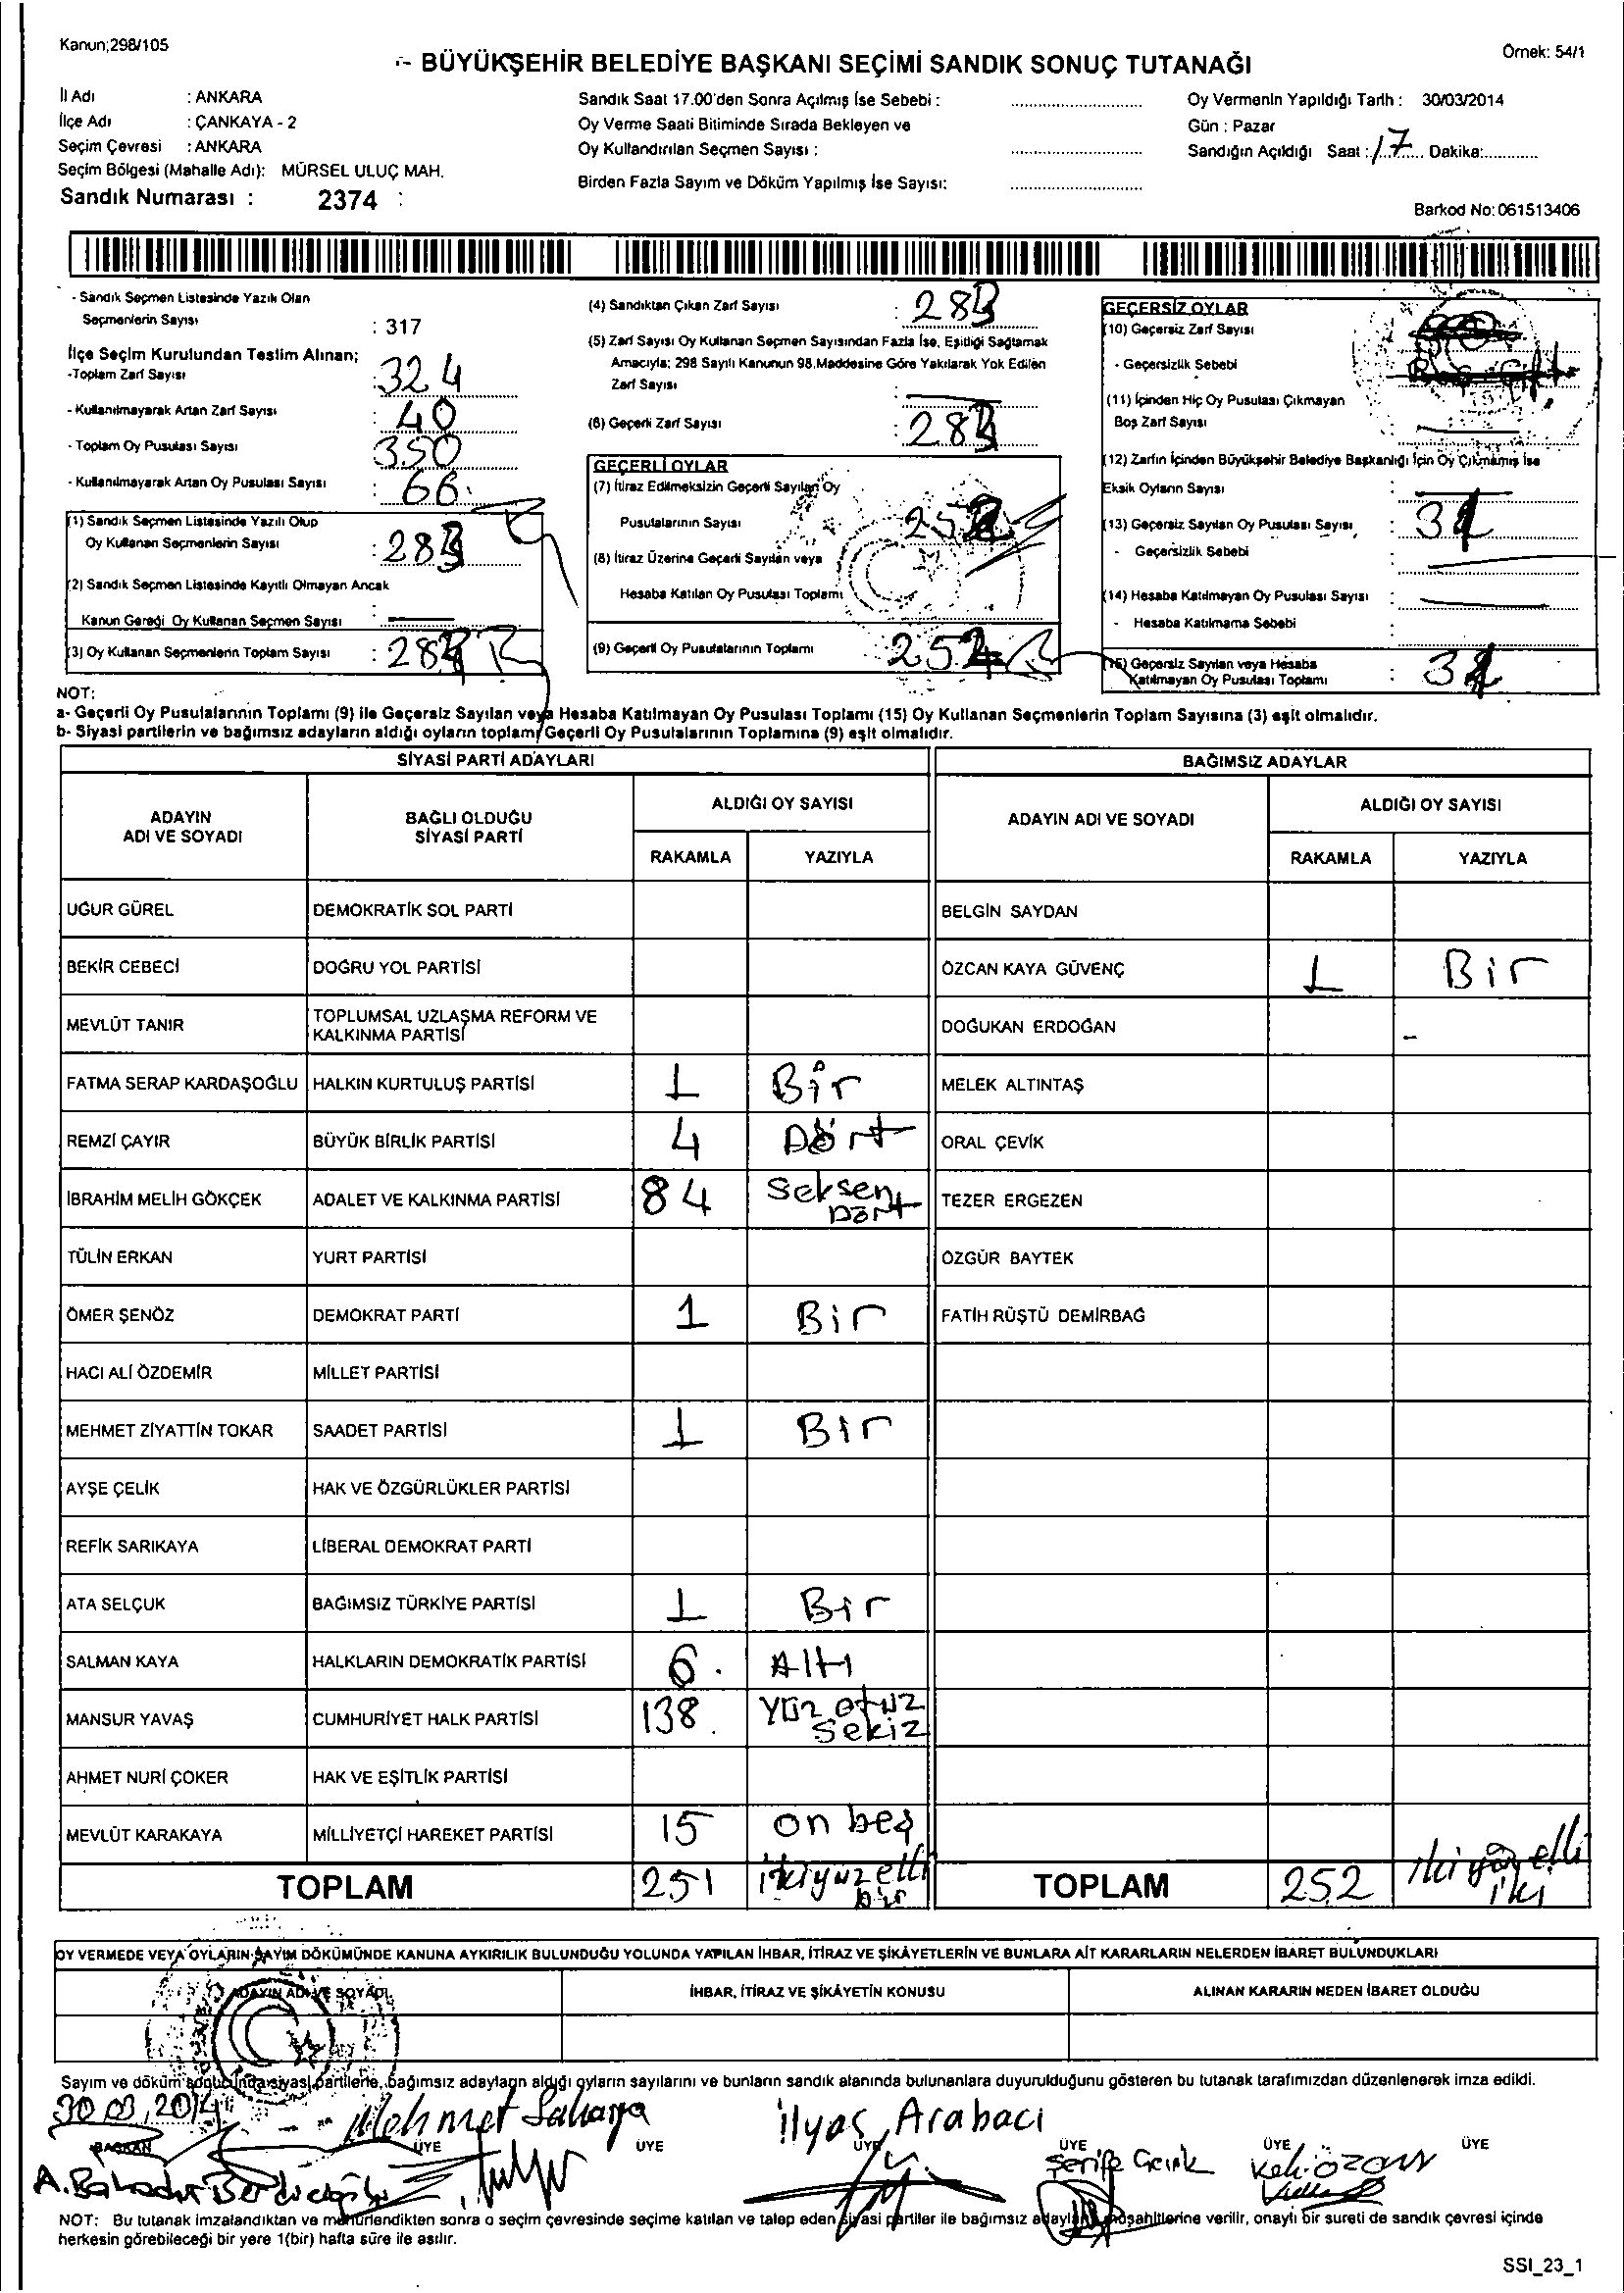 Kanun;298/105
Örnek: 54/1
BÜYÜKŞEHİR BELEDİYE BAŞKANI SEÇİMİ SANDIK SONUÇ TUTANAĞI
İl Adı : ANKARA
İlçe Adı : ÇANKAYA - 2
Seçim Çevresi : ANKARA
Seçim Bölgesi (Mahalle Adı): MÜRSEL ULUÇ MAH.
Sandık Numarası : 2374
Sandık Saat 17.00'den Sonra Açılmış İse Sebebi :
Oy Verme Saati Bitiminde Sırada Bekleyen ve
Oy Kullandırılan Seçmen Sayısı :
Birden Fazla Sayım ve Döküm Yapılmış İse Sayısı:
Oy Vermenin Yapıldığı Tarih : 30/03/2014
Gün : Pazar
Sandığın Açıldığı Saat : 17 Dakika:
Barkod No: 061513406
- Sandık Seçmen Listesinde Yazılı Olan
Seçmenlerin Sayısı : 317
İlçe Seçim Kurulundan Teslim Alınan;
-Toplam Zarf Sayısı : 324
- Kullanılmayarak Artan Zarf Sayısı : 40
- Toplam Oy Pusulası Sayısı : 350
- Kullanılmayarak Artan Oy Pusulası Sayısı : 66
(1) Sandık Seçmen Listesinde Yazılı Olup
Oy Kullanan Seçmenlerin Sayısı : 283
(2) Sandık Seçmen Listesinde Kayıtlı Olmayan Ancak
Kanun Gereği Oy Kullanan Seçmen Sayısı : —
(3) Oy Kullanan Seçmenlerin Toplam Sayısı :
(4) Sandıktan Çıkan Zarf Sayısı : 283
(5) Zarf Sayısı Oy Kullanan Seçmen Sayısından Fazla İse, Eşitliği Sağlamak
Amacıyla; 298 Sayılı Kanunun 98.Maddesine Göre Yakılarak Yok Edilen
Zarf Sayısı : —
(6) Geçerli Zarf Sayısı : 283
GEÇERLİ OYLAR
(7) İtiraz Edilmeksizin Geçerli Sayılan Oy
Pusulalarının Sayısı : 252
(8) İtiraz Üzerine Geçerli Sayılan veya
Hesaba Katılan Oy Pusulası Toplamı
(9) Geçerli Oy Pusulalarının Toplamı : 252
GEÇERSİZ OYLAR
(10) Geçersiz Zarf Sayısı
- Geçersizlik Sebebi
(11) İçinden Hiç Oy Pusulası Çıkmayan
Boş Zarf Sayısı : —
(12) Zarfın İçinden Büyükşehir Belediye Başkanlığı İçin Oy Çıkmamış İse
Eksik Oyların Sayısı : —
(13) Geçersiz Sayılan Oy Pusulası Sayısı : 31
- Geçersizlik Sebebi : —
(14) Hesaba Katılmayan Oy Pusulası Sayısı : —
- Hesaba Katılmama Sebebi :
(15) Geçersiz Sayılan veya Hesaba
Katılmayan Oy Pusulası Toplamı : 31
NOT:
a- Geçerli Oy Pusulalarının Toplamı (9) ile Geçersiz Sayılan veya Hesaba Katılmayan Oy Pusulası Toplamı (15) Oy Kullanan Seçmenlerin Toplam Sayısına (3) eşit olmalıdır.
b- Siyasi partilerin ve bağımsız adayların aldığı oyların toplamı Geçerli Oy Pusulalarının Toplamına (9) eşit olmalıdır.
SİYASİ PARTİ ADAYLARI
BAĞIMSIZ ADAYLAR
ADAYIN ADI VE SOYADI
BAĞLI OLDUĞU SİYASİ PARTİ
ALDIĞI OY SAYISI
RAKAMLA YAZIYLA
ADAYIN ADI VE SOYADI
ALDIĞI OY SAYISI
RAKAMLA YAZIYLA
UĞUR GÜREL DEMOKRATİK SOL PARTİ BELGİN SAYDAN
BEKİR CEBECİ DOĞRU YOL PARTİSİ ÖZCAN KAYA GÜVENÇ 1 Bir
MEVLÜT TANIR TOPLUMSAL UZLAŞMA REFORM VE KALKINMA PARTİSİ DOĞUKAN ERDOĞAN -
FATMA SERAP KARDAŞOĞLU HALKIN KURTULUŞ PARTİSİ 1 Bir MELEK ALTINTAŞ
REMZİ ÇAYIR BÜYÜK BİRLİK PARTİSİ 4 Dört ORAL ÇEVİK
İBRAHİM MELİH GÖKÇEK ADALET VE KALKINMA PARTİSİ 84 Seksen Dört TEZER ERGEZEN
TÜLİN ERKAN YURT PARTİSİ ÖZGÜR BAYTEK
ÖMER ŞENÖZ DEMOKRAT PARTİ 1 Bir FATİH RÜŞTÜ DEMİRBAĞ
HACI ALİ ÖZDEMİR MİLLET PARTİSİ
MEHMET ZİYATTİN TOKAR SAADET PARTİSİ 1 Bir
AYŞE ÇELİK HAK VE ÖZGÜRLÜKLER PARTİSİ
REFİK SARIKAYA LİBERAL DEMOKRAT PARTİ
ATA SELÇUK BAĞIMSIZ TÜRKİYE PARTİSİ 1 Bir
SALMAN KAYA HALKLARIN DEMOKRATİK PARTİSİ 6 Altı
MANSUR YAVAŞ CUMHURİYET HALK PARTİSİ 138 Yüz otuz Sekiz
AHMET NURİ ÇÖKER HAK VE EŞİTLİK PARTİSİ
MEVLÜT KARAKAYA MİLLİYETÇİ HAREKET PARTİSİ 15 on beş
TOPLAM 251 ikiyüzelli bir TOPLAM 252 iki yüz elli iki
OY VERMEDE VEYA OYLARIN SAYIM DÖKÜMÜNDE KANUNA AYKIRILIK BULUNDUĞU YOLUNDA YAPILAN İHBAR, İTİRAZ VE ŞİKÂYETLERİN VE BUNLARA AİT KARARLARIN NELERDEN İBARET BULUNDUKLARI
ADAYIN ADI VE SOYADI İHBAR, İTİRAZ VE ŞİKÂYETİN KONUSU ALINAN KARARIN NEDEN İBARET OLDUĞU
Sayım ve döküm sonucunda siyasi partilerle, bağımsız adayların aldığı oyların sayılarını ve bunların sandık alanında bulunanlara duyurulduğunu gösteren bu tutanak tarafımızdan düzenlenerek imza edildi.
30 03 2014 Mehmet İlyas Arabacı
BAŞKAN ÜYE ÜYE ÜYE ÜYE ÜYE ÜYE
Şerife
NOT: Bu tutanak imzalandıktan ve mühürlendikten sonra o seçim çevresinde seçime katılan ve talep eden siyasi partiler ile bağımsız aday müşahitlerine verilir, onaylı bir sureti de sandık çevresi içinde
herkesin görebileceği bir yere 1(bir) hafta süre ile asılır.
SSI_23_1